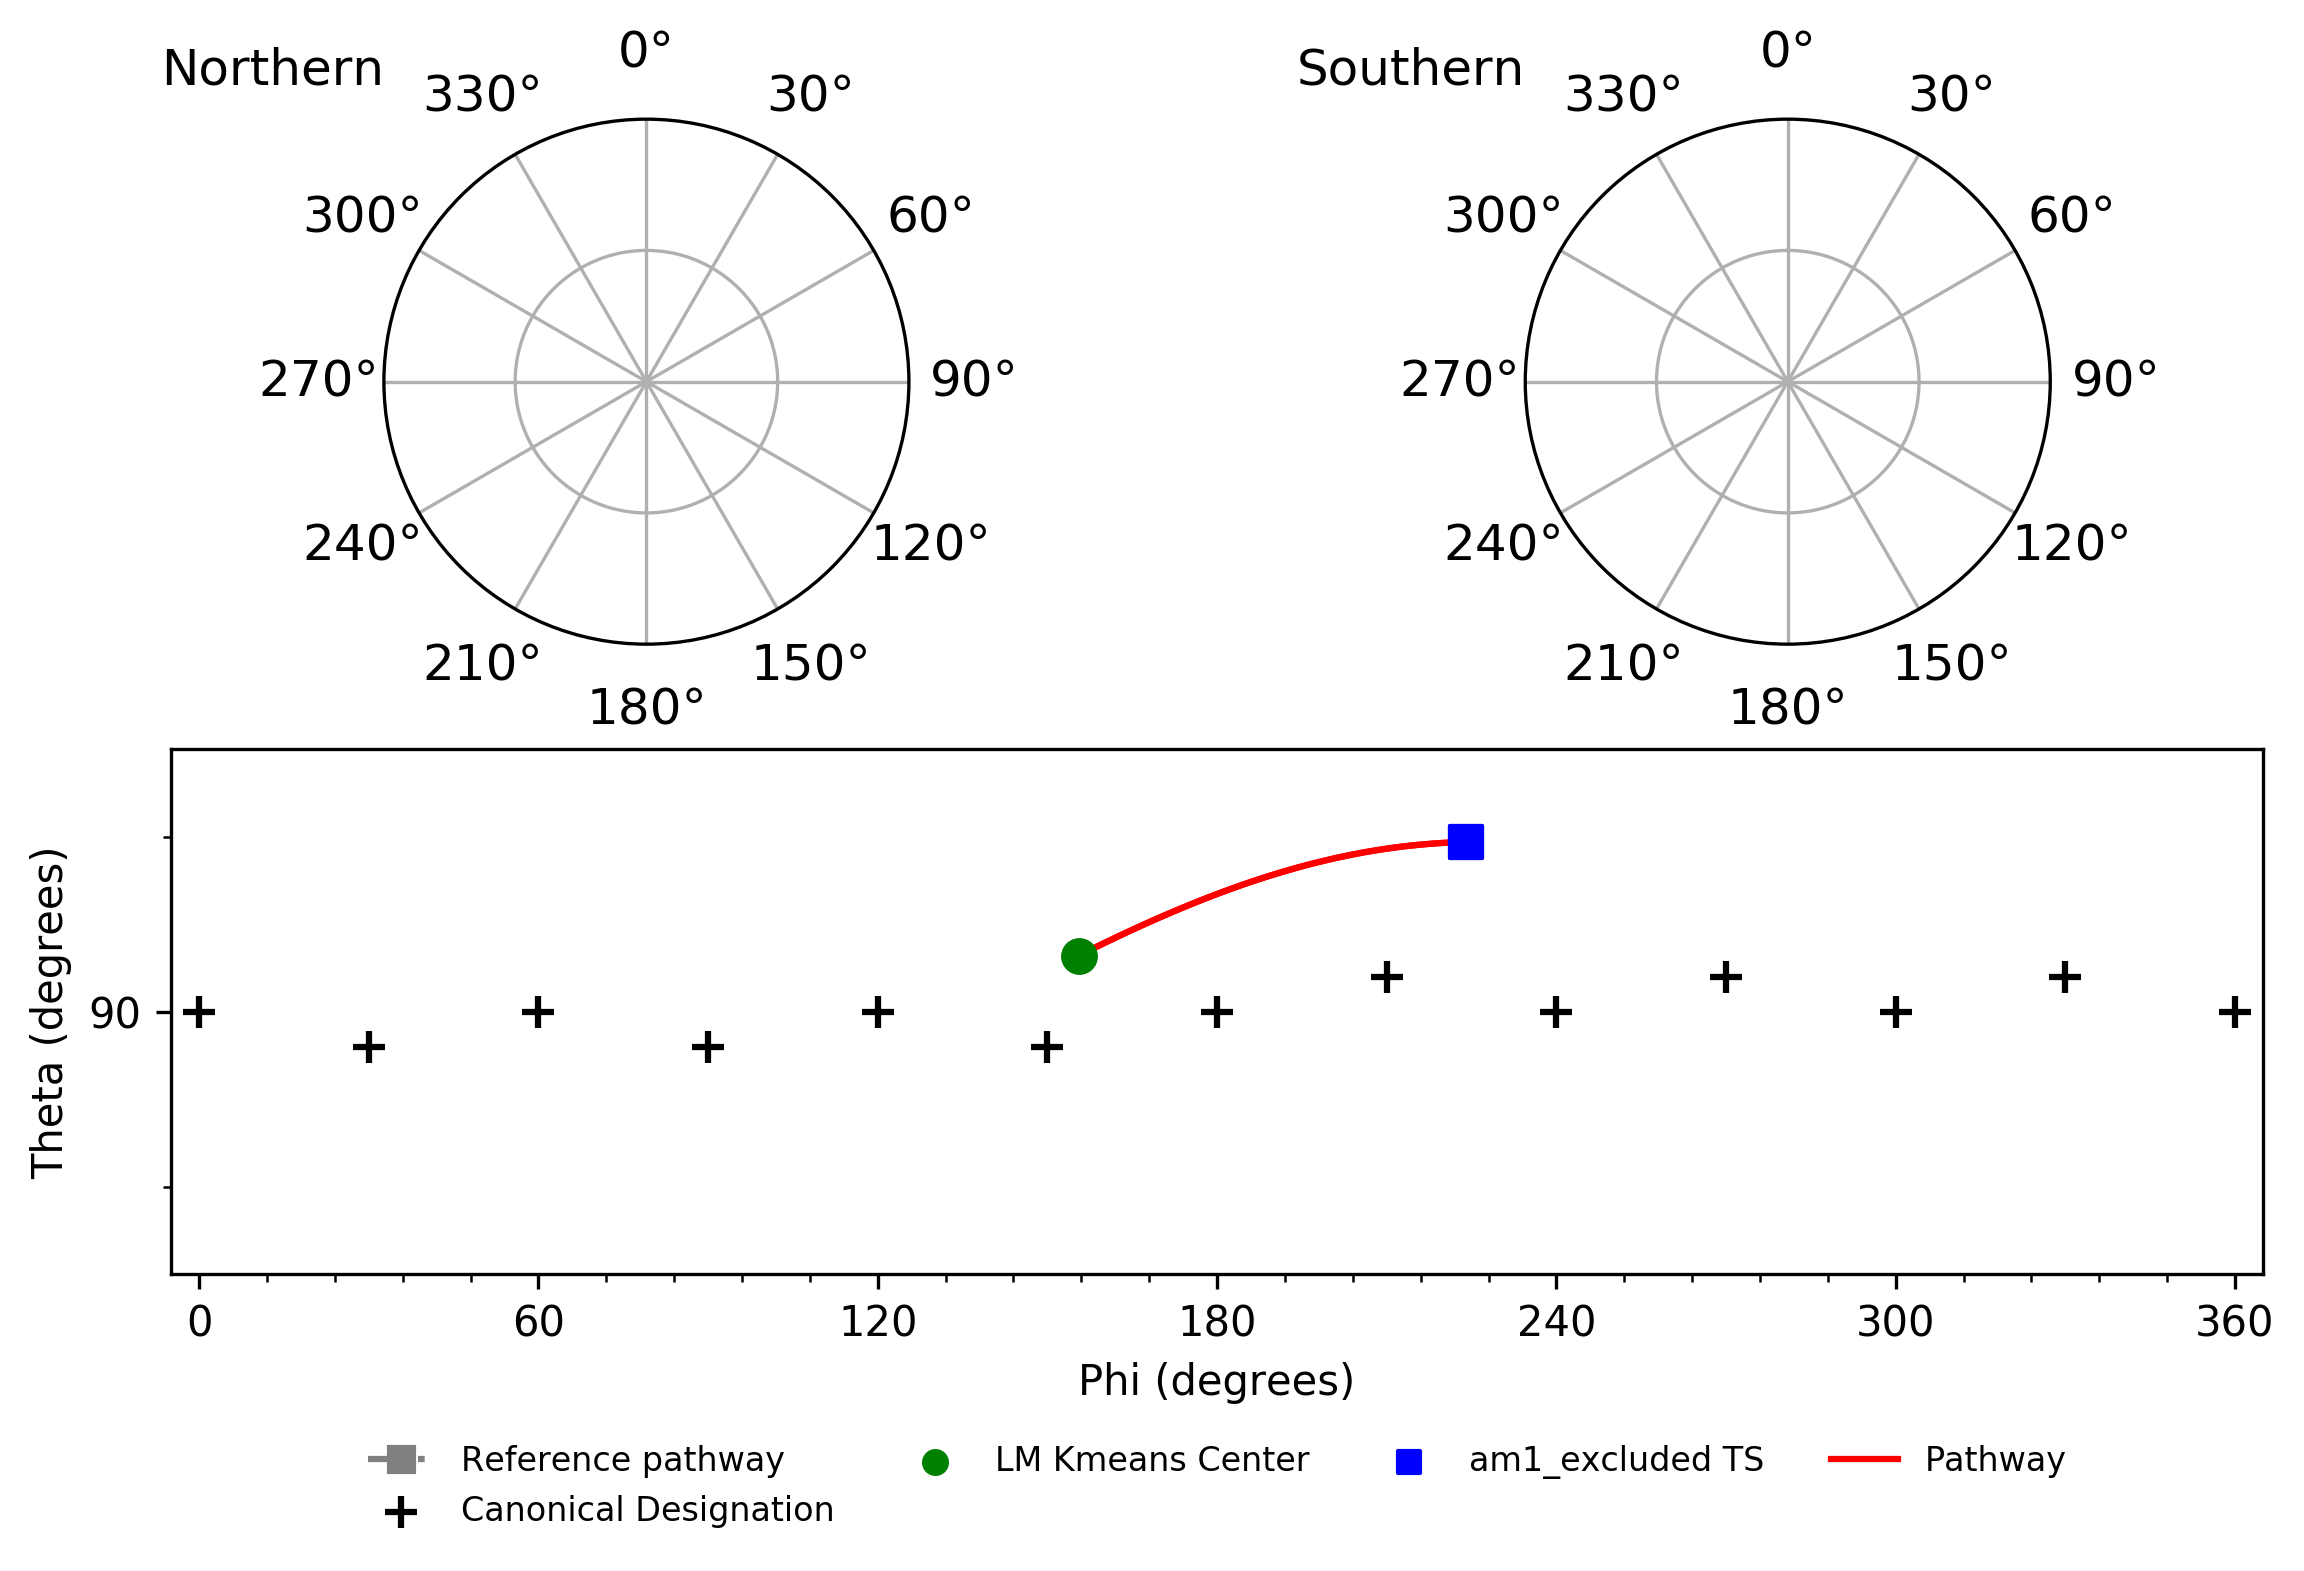 Northern
0°
30°
60°
90°
120°
150°
180°
210°
240°
270°
300°
330°
Southern
0°
30°
60°
90°
120°
150°
180°
210°
240°
270°
300°
330°
Theta (degrees)
90
0 60 120 180 240 300 360
Phi (degrees)
Reference pathway
Canonical Designation
LM Kmeans Center
am1_excluded TS
Pathway